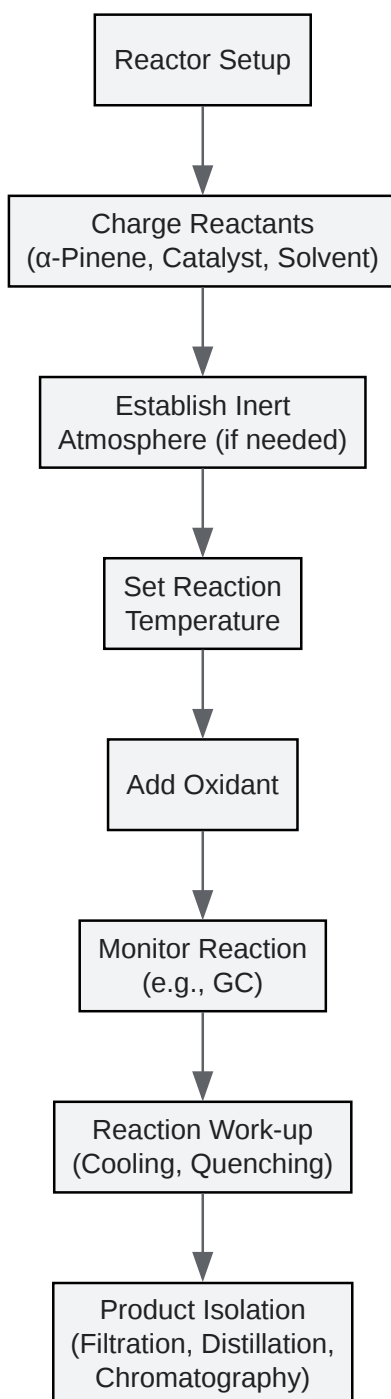 Reactor Setup
Charge Reactants
(α-Pinene, Catalyst, Solvent)
Establish Inert
Atmosphere (if needed)
Set Reaction
Temperature
Add Oxidant
Monitor Reaction
(e.g., GC)
Reaction Work-up
(Cooling, Quenching)
Product Isolation
(Filtration, Distillation,
Chromatography)